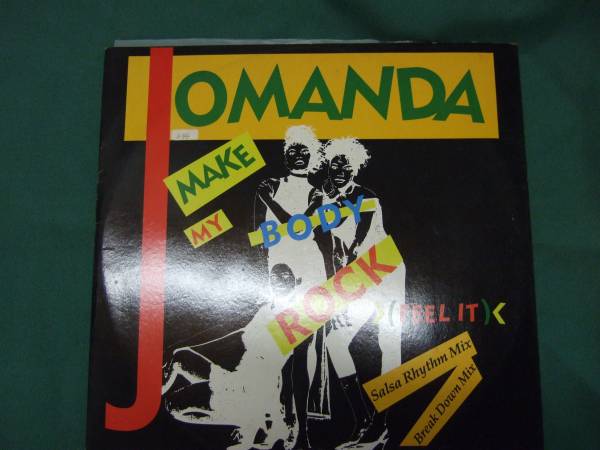 JOMANDA
MAKE
MY
BODY
ROCK
(FEEL IT)
Salsa Rhythm Mix
Break Down Mix